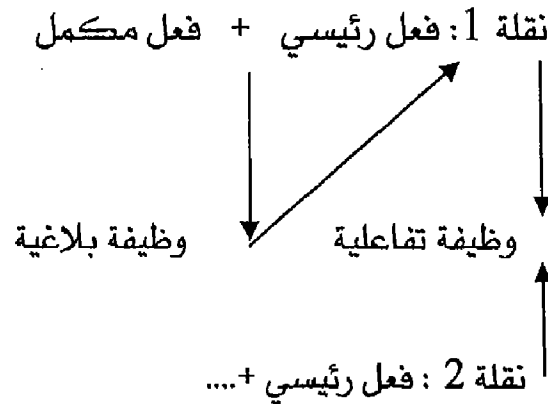 نقلة 1: فعل رئيسي + فعل مكمل
وظيفة تفاعلية وظيفة بلاغية
نقلة 2 : فعل رئيسي +....